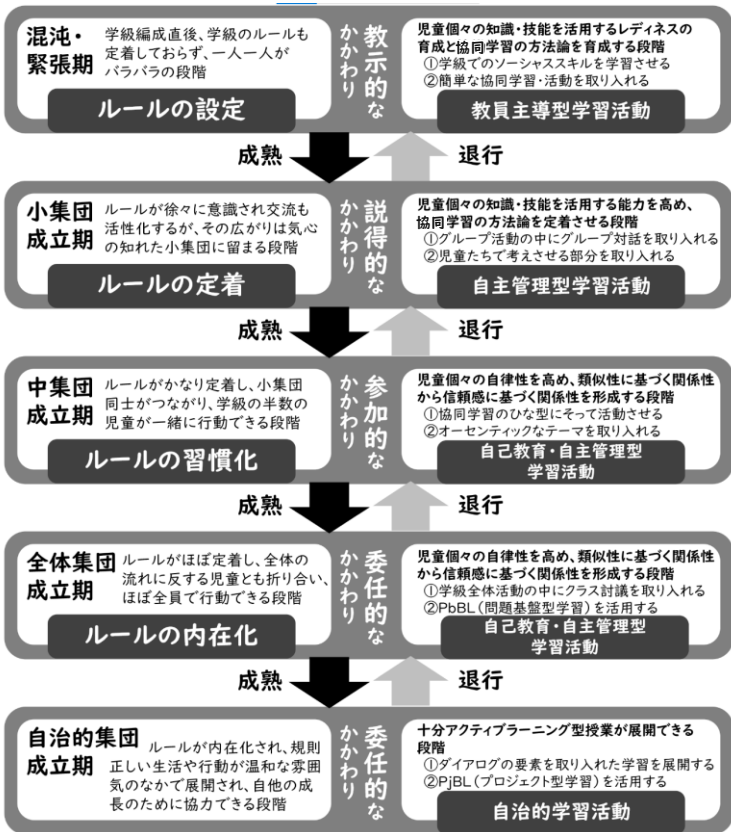 混沌・
緊張期
学級編成直後、学級のルールも
定着しておらず、一人一人が
バラバラの段階
ルールの設定
教示的な
かかわり
児童個々の知識・技能を活用するレディネスの
育成と協同学習の方法論を育成する段階
①学級でのソーシャススキルを学習させる
②簡単な協同学習・活動を取り入れる
教員主導型学習活動
成熟
退行
小集団
成立期
ルールが徐々に意識され交流も
活性化するが、その広がりは気心
の知れた小集団に留まる段階
ルールの定着
説得的な
かかわり
児童個々の知識・技能を活用する能力を高め、
協同学習の方法論を定着させる段階
①グループ活動の中にグループ対話を取り入れる
②児童たちで考えさせる部分を取り入れる
自主管理型学習活動
成熟
退行
中集団
成立期
ルールがかなり定着し、小集団
同士がつながり、学級の半数の
児童が一緒に行動できる段階
ルールの習慣化
参加的な
かかわり
児童個々の自律性を高め、類似性に基づく関係性
から信頼感に基づく関係性を形成する段階
①協同学習のひな型にそって活動させる
②オーセンティックなテーマを取り入れる
自己教育・自主管理型
学習活動
成熟
退行
全体集団
成立期
ルールがほぼ定着し、全体の
流れに反する児童とも折り合い、
ほぼ全員で行動できる段階
ルールの内在化
委任的な
かかわり
児童個々の自律性を高め、類似性に基づく関係性
から信頼感に基づく関係性を形成する段階
①学級全体活動の中にクラス討議を取り入れる
②PbBL（問題基盤型学習）を活用する
自己教育・自主管理型
学習活動
成熟
退行
自治的集団
成立期
ルールが内在化され、規則
正しい生活や行動が温和な雰囲
気のなかで展開され、自他の成
長のために協力できる段階
委任的な
かかわり
十分アクティブラーニング型授業が展開できる
段階
①ダイアログの要素を取り入れた学習を展開する
②PjBL（プロジェクト型学習）を活用する
自治的学習活動